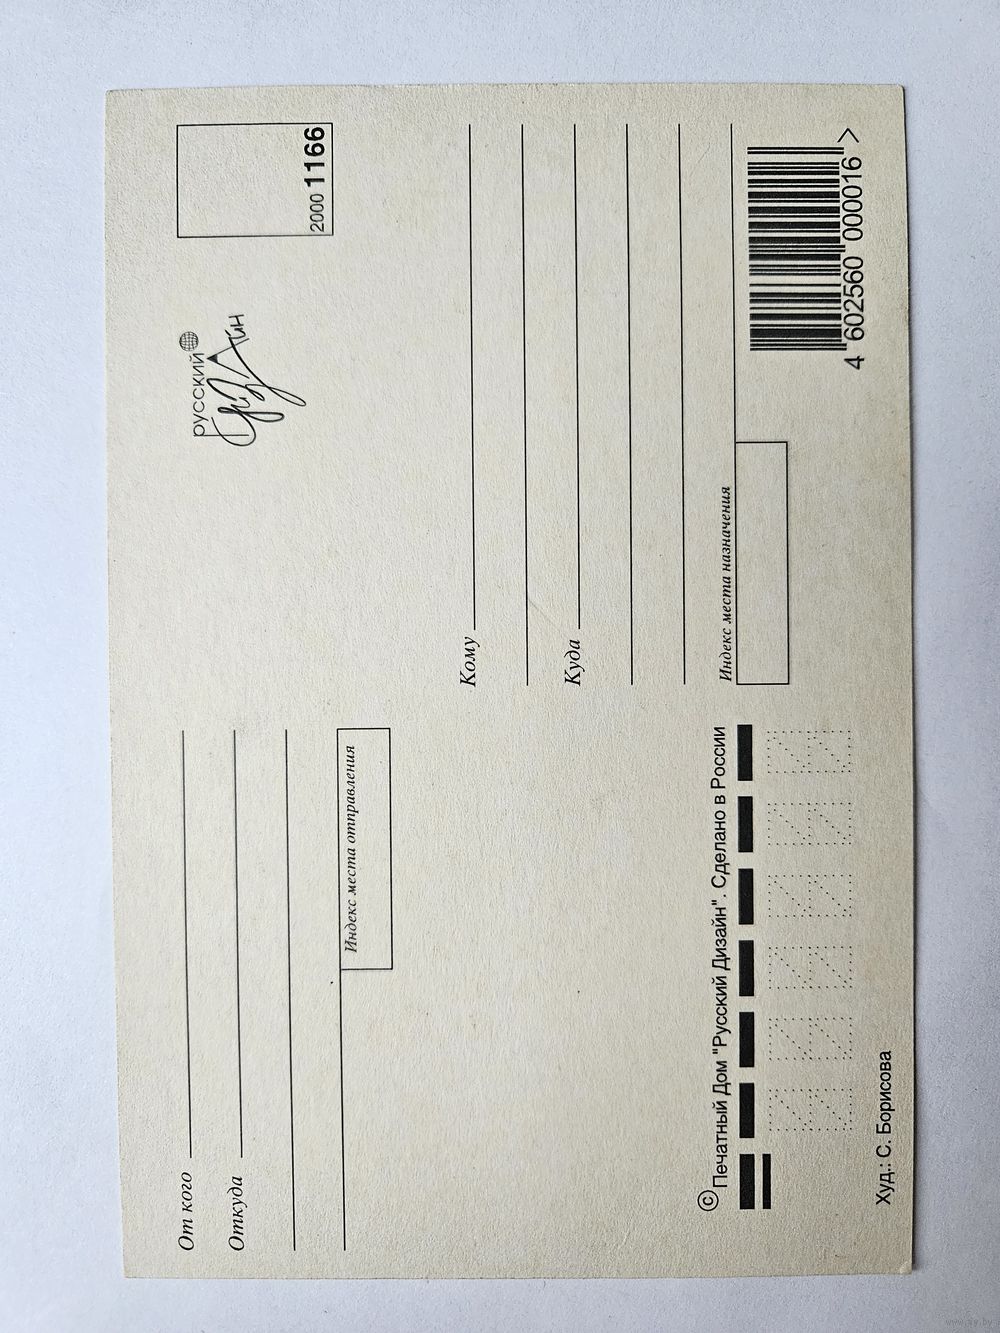 От кого
Откуда
Индекс места отправления
русский
дизайн
2000 1166
Кому
Куда
Индекс места назначения
© Печатный Дом "Русский Дизайн". Сделано в России
Худ.: С. Борисова
4 602560 000016 >